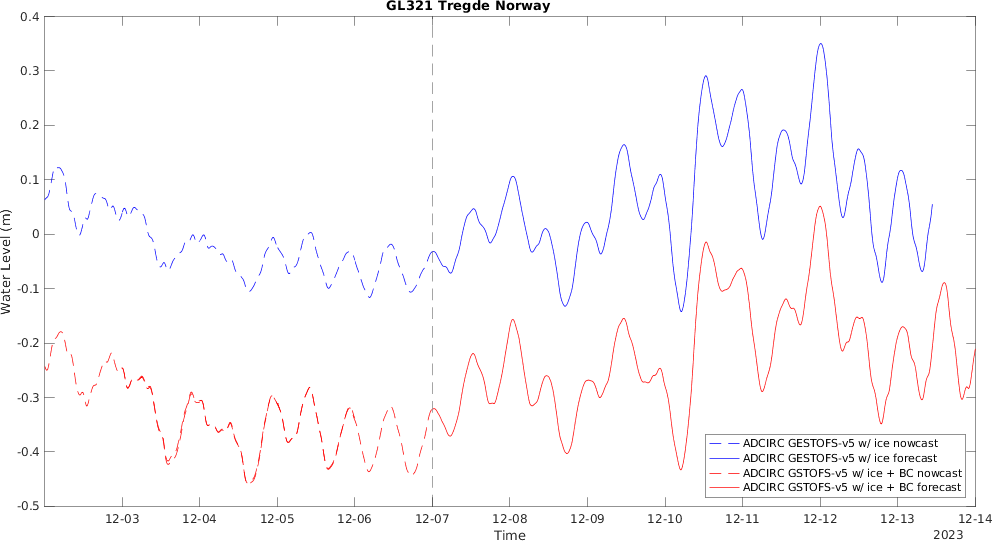 GL321 Tregde Norway
0.4
0.3
0.2
0.1
0
-0.1
-0.2
-0.3
-0.4
-0.5
Water Level (m)
ADCIRC GESTOFS-v5 w/ ice nowcast
ADCIRC GESTOFS-v5 w/ ice forecast
ADCIRC GSTOFS-v5 w/ ice + BC nowcast
ADCIRC GSTOFS-v5 w/ ice + BC forecast
12-03 12-04 12-05 12-06 12-07 12-08 12-09 12-10 12-11 12-12 12-13 12-14
Time
2023